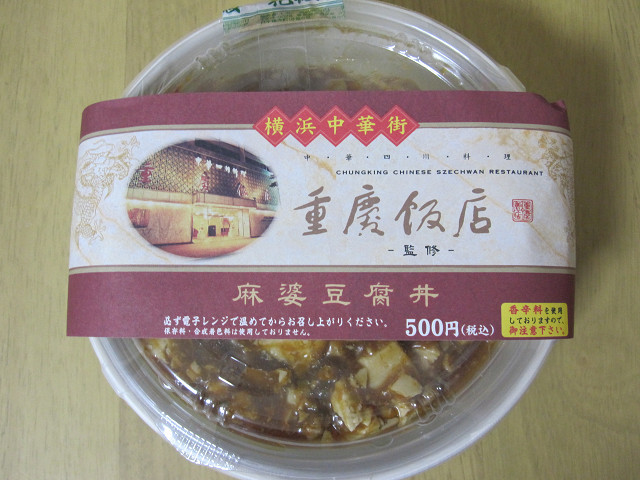 横浜中華街
中・華・四・川・料・理
CHUNGKING CHINESE SZECHWAN RESTAURANT
重慶飯店
-監修-
麻婆豆腐丼
必ず電子レンジで温めてからお召し上がりください。
保存料・合成着色料は使用しておりません。
500円(税込)
香辛料を使用
しておりますので、
御注意下さい。